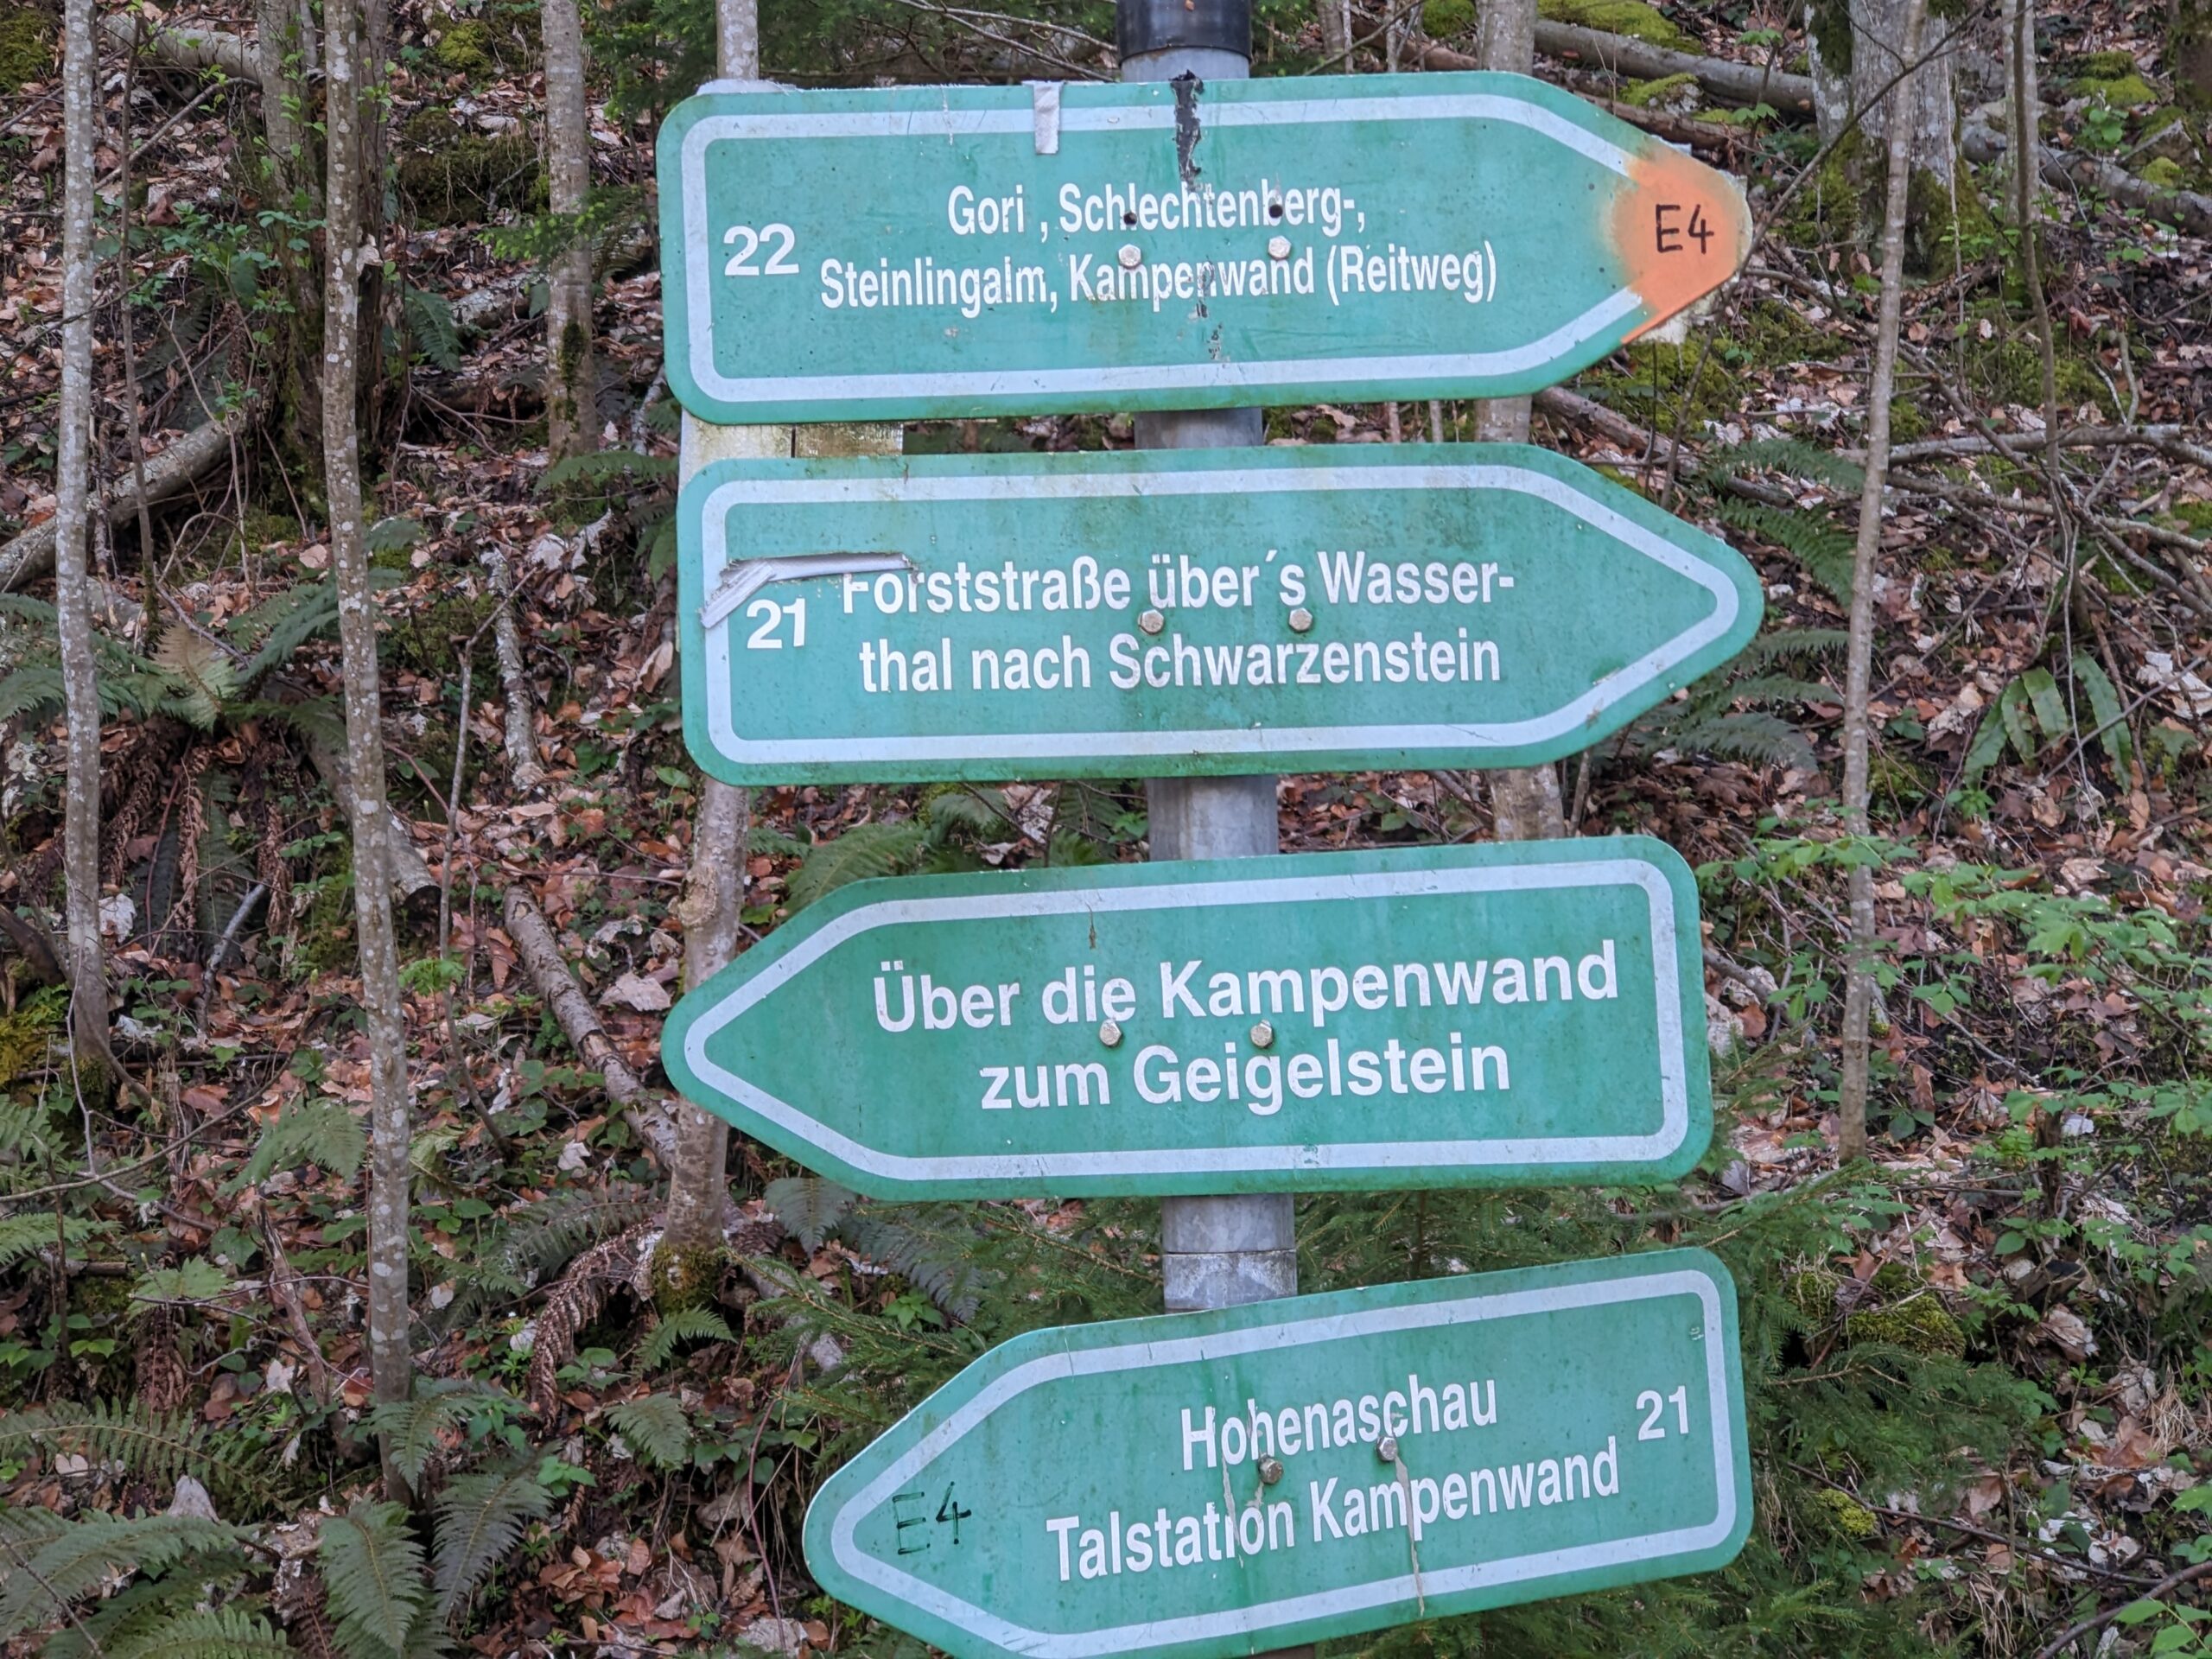 Gori , Schlechtenberg-,
22 Steinlingalm, Kampenwand (Reitweg)
E4
Forststraße über´s Wasser-
21 thal nach Schwarzenstein
Über die Kampenwand
zum Geigelstein
Hohenaschau 21
Talstation Kampenwand
E4